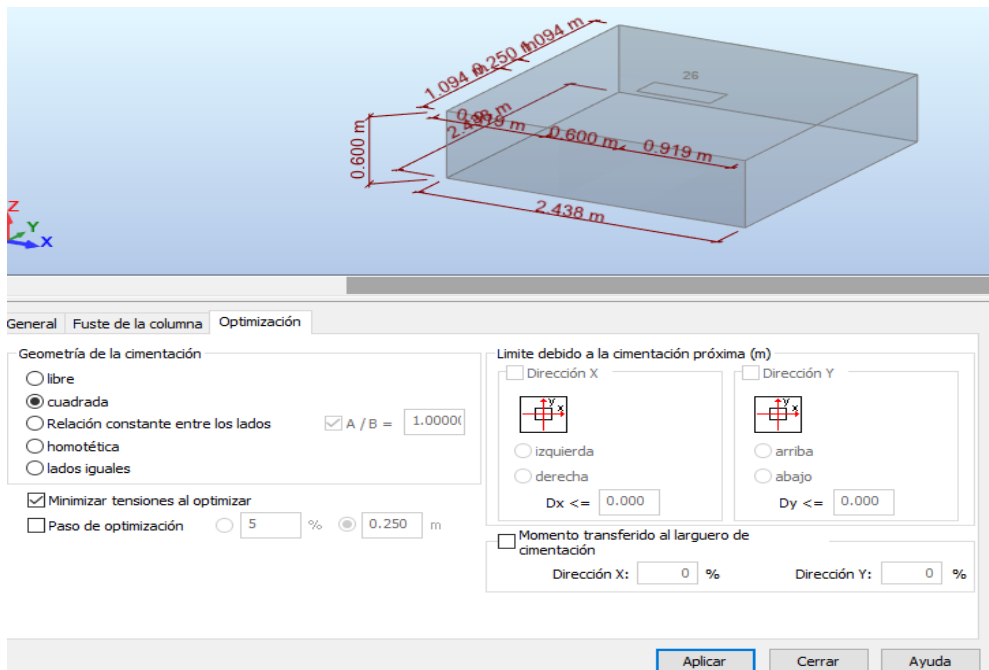 1.094 m
0.250 m
1.094 m
26
0.919 m
2.438 m
0.600 m
0.919 m
0.600 m
2.438 m
Z
Y
X
General Fuste de la columna Optimización
Geometría de la cimentación
libre
cuadrada
Relación constante entre los lados A / B = 1.0000
homotética
lados iguales
Minimizar tensiones al optimizar
Paso de optimización 5 % 0.250 m
Limite debido a la cimentación próxima (m)
Dirección X
y x
izquierda
derecha
Dx <= 0.000
Dirección Y
y x
arriba
abajo
Dy <= 0.000
Momento transferido al larguero de
cimentación
Dirección X: 0 % Dirección Y: 0 %
Aplicar Cerrar Ayuda